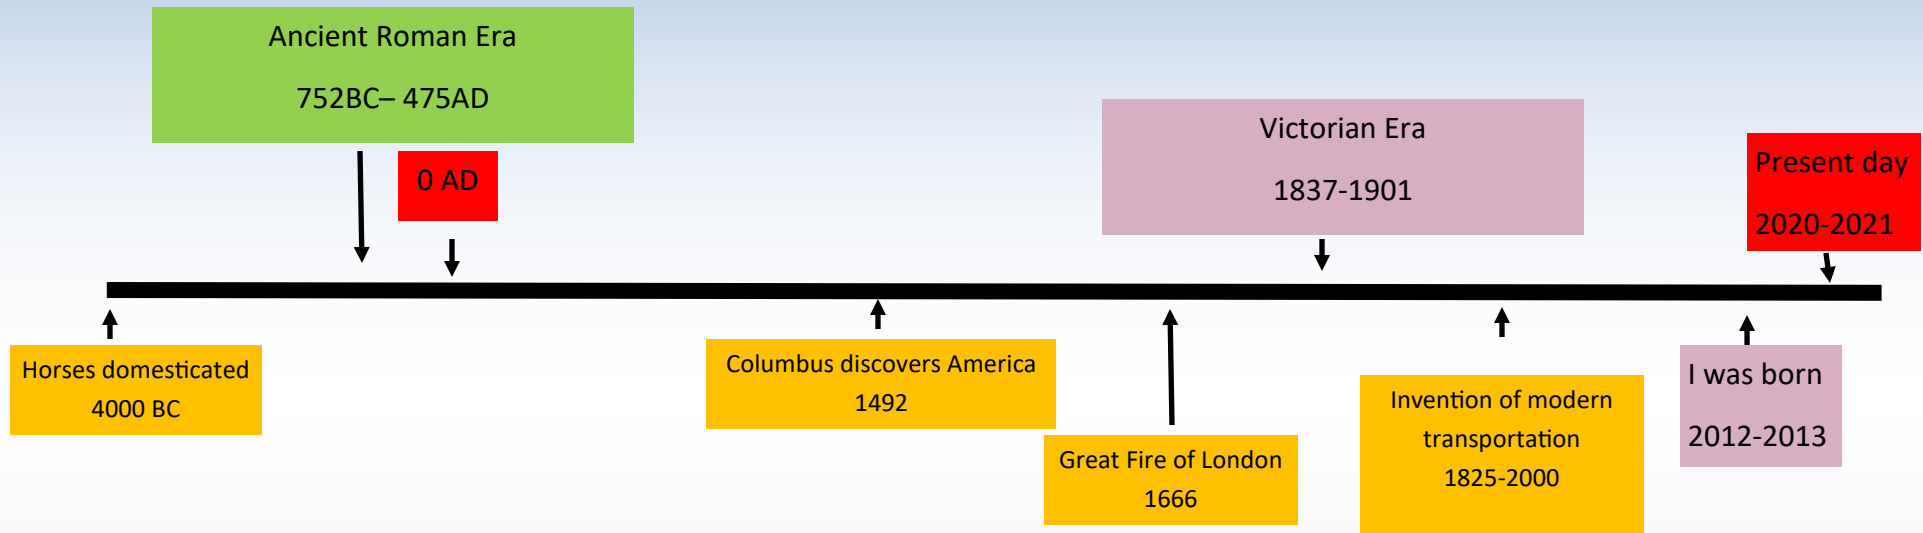 Ancient Roman Era
752BC– 475AD
0 AD
Victorian Era
1837-1901
Present day
2020-2021
Horses domesticated
4000 BC
Columbus discovers America
1492
Great Fire of London
1666
Invention of modern
transportation
1825-2000
I was born
2012-2013